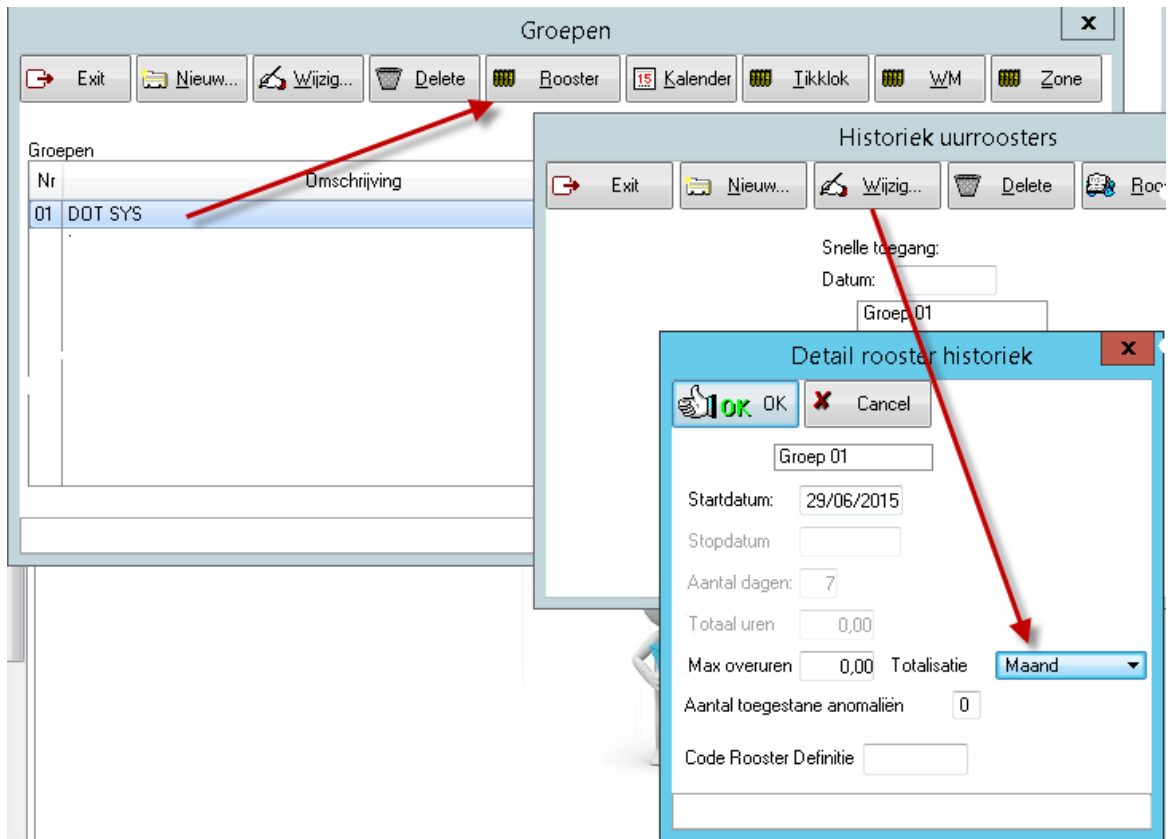 Groepen x
Exit Nieuw... Wijzig... Delete Rooster 15 Kalender Tikklok WM Zone
Groepen
Nr Omschrijving
01 DOT SYS
Historiek uurroosters
Exit Nieuw... Wijzig... Delete
Snelle toegang:
Datum:
Groep 01
Detail rooster historiek x
OK OK Cancel
Groep 01
Startdatum: 29/06/2015
Stopdatum
Aantal dagen: 7
Totaal uren 0,00
Max overuren 0,00 Totalisatie Maand
Aantal toegestane anomaliën 0
Code Rooster Definitie